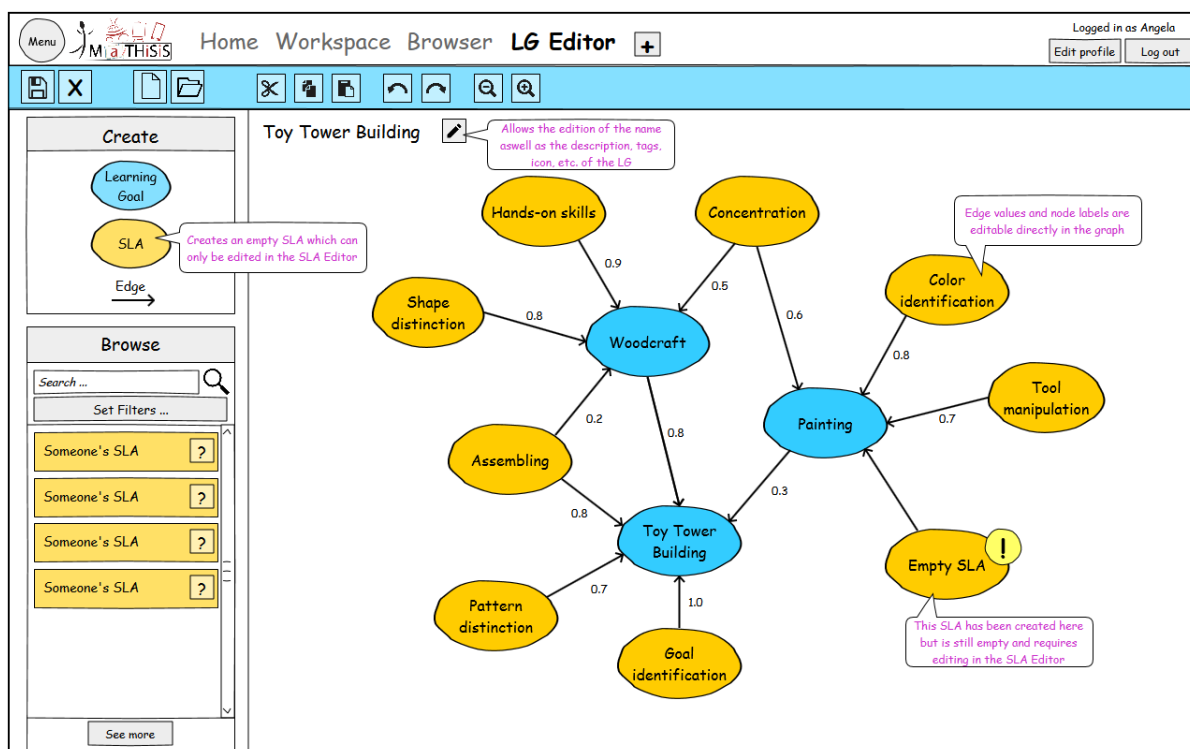 Menu
MaTHiSiS
Home Workspace Browser LG Editor +
Logged in as Angela
Edit profile Log out
X
Create
Learning
Goal
SLA
Creates an empty SLA which can
only be edited in the SLA Editor
Edge
Browse
Search ...
Set Filters ...
Someone's SLA ?
Someone's SLA ?
Someone's SLA ?
Someone's SLA ?
See more
Toy Tower Building
Allows the edition of the name
aswell as the description, tags,
icon, etc. of the LG
Hands-on skills
Concentration
Edge values and node labels are
editable directly in the graph
Color
identification
Shape
distinction
0.9
0.5
0.8
0.6
Woodcraft
0.8
Tool
manipulation
0.7
Painting
0.2
0.8
Assembling
0.3
0.8
Toy Tower
Building
!
Empty SLA
0.7
1.0
Pattern
distinction
This SLA has been created here
but is still empty and requires
editing in the SLA Editor
Goal
identification